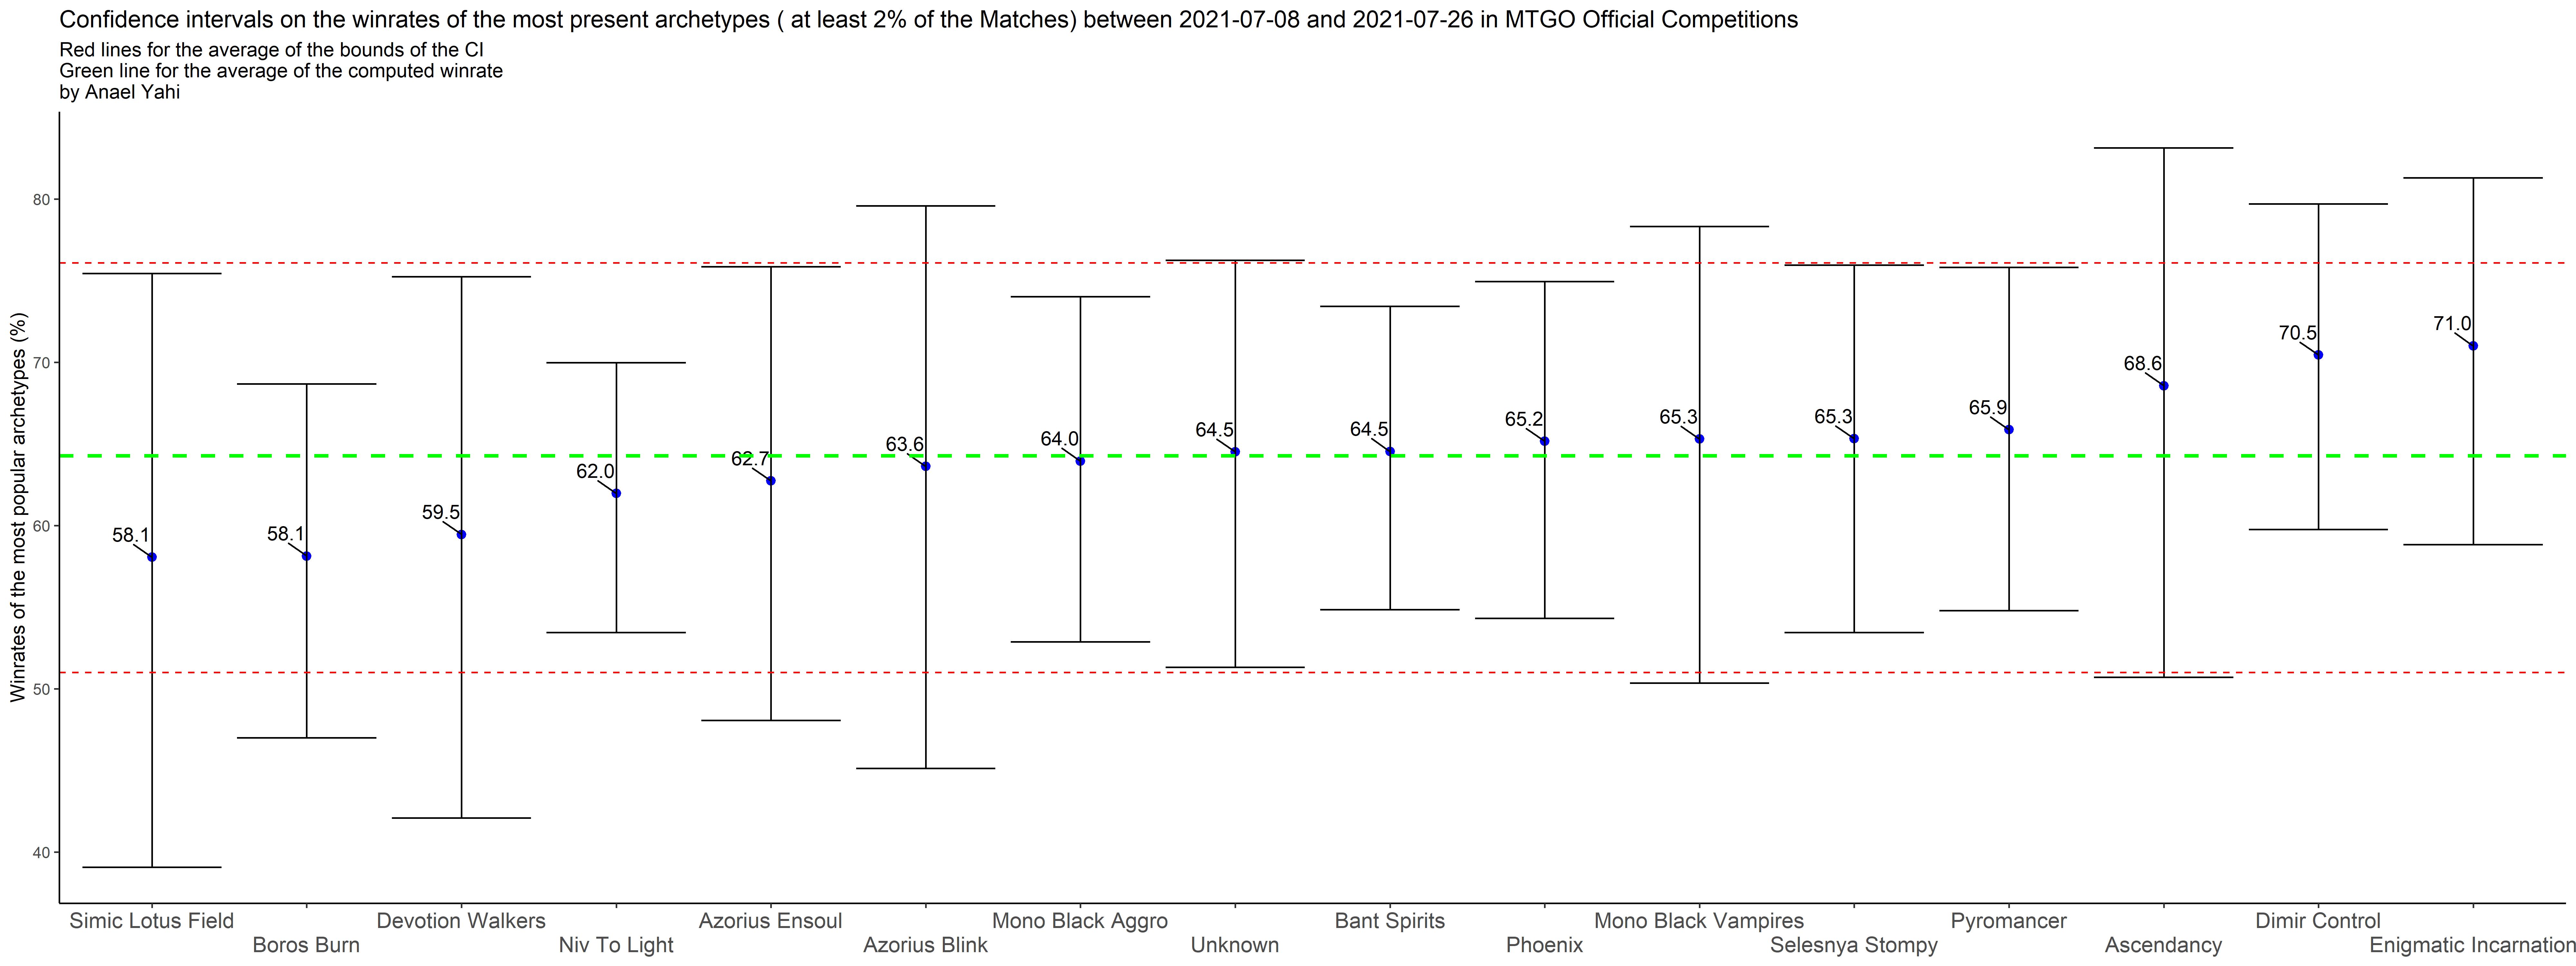 Confidence intervals on the winrates of the most present archetypes ( at least 2% of the Matches) between 2021-07-08 and 2021-07-26 in MTGO Official Competitions
Red lines for the average of the bounds of the CI
Green line for the average of the computed winrate
by Anael Yahi
Winrates of the most popular archetypes (%)
80
70
60
50
40
58.1
58.1
59.5
62.0
62.7
63.6
64.0
64.5
64.5
65.2
65.3
65.3
65.9
68.6
70.5
71.0
Simic Lotus Field
Boros Burn
Devotion Walkers
Niv To Light
Azorius Ensoul
Azorius Blink
Mono Black Aggro
Unknown
Bant Spirits
Phoenix
Mono Black Vampires
Selesnya Stompy
Pyromancer
Ascendancy
Dimir Control
Enigmatic Incarnation